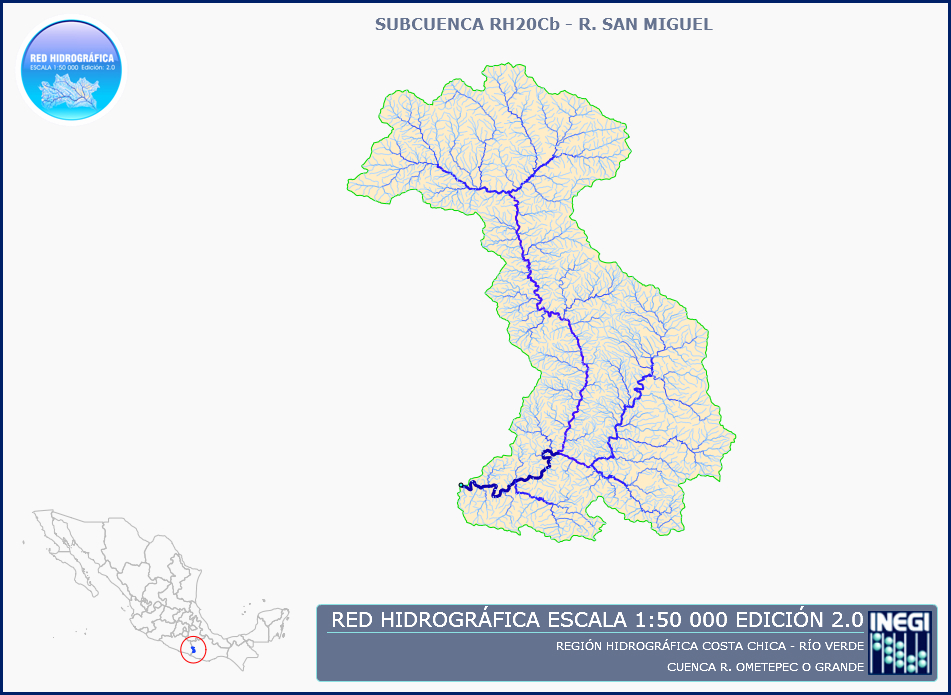 SUBCUENCA RH20Cb - R. SAN MIGUEL
RED HIDROGRÁFICA
ESCALA 1:50 000 Edición: 2.0
RED HIDROGRÁFICA ESCALA 1:50 000 EDICIÓN 2.0
INEGI
REGIÓN HIDROGRÁFICA COSTA CHICA - RÍO VERDE
CUENCA R. OMETEPEC O GRANDE